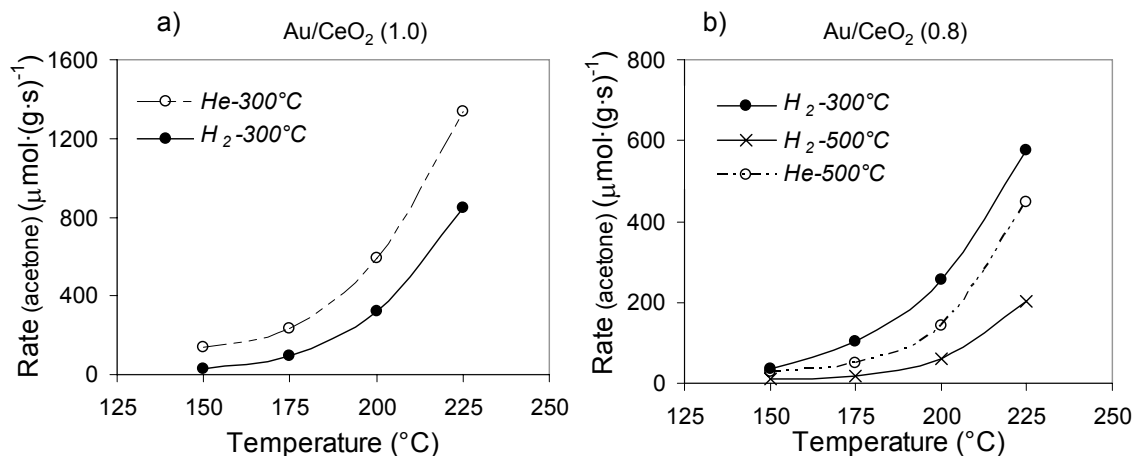 a)
Au/CeO₂ (1.0)
1600
1200
800
400
0
125 150 175 200 225 250
He-300°C
H₂-300°C
Rate (acetone) (μmol·(g·s)⁻¹
Temperature (°C)
b)
Au/CeO₂ (0.8)
800
600
400
200
0
125 150 175 200 225 250
H₂-300°C
H₂-500°C
He-500°C
Rate (acetone) (μmol·(g·s)⁻¹
Temperature (°C)